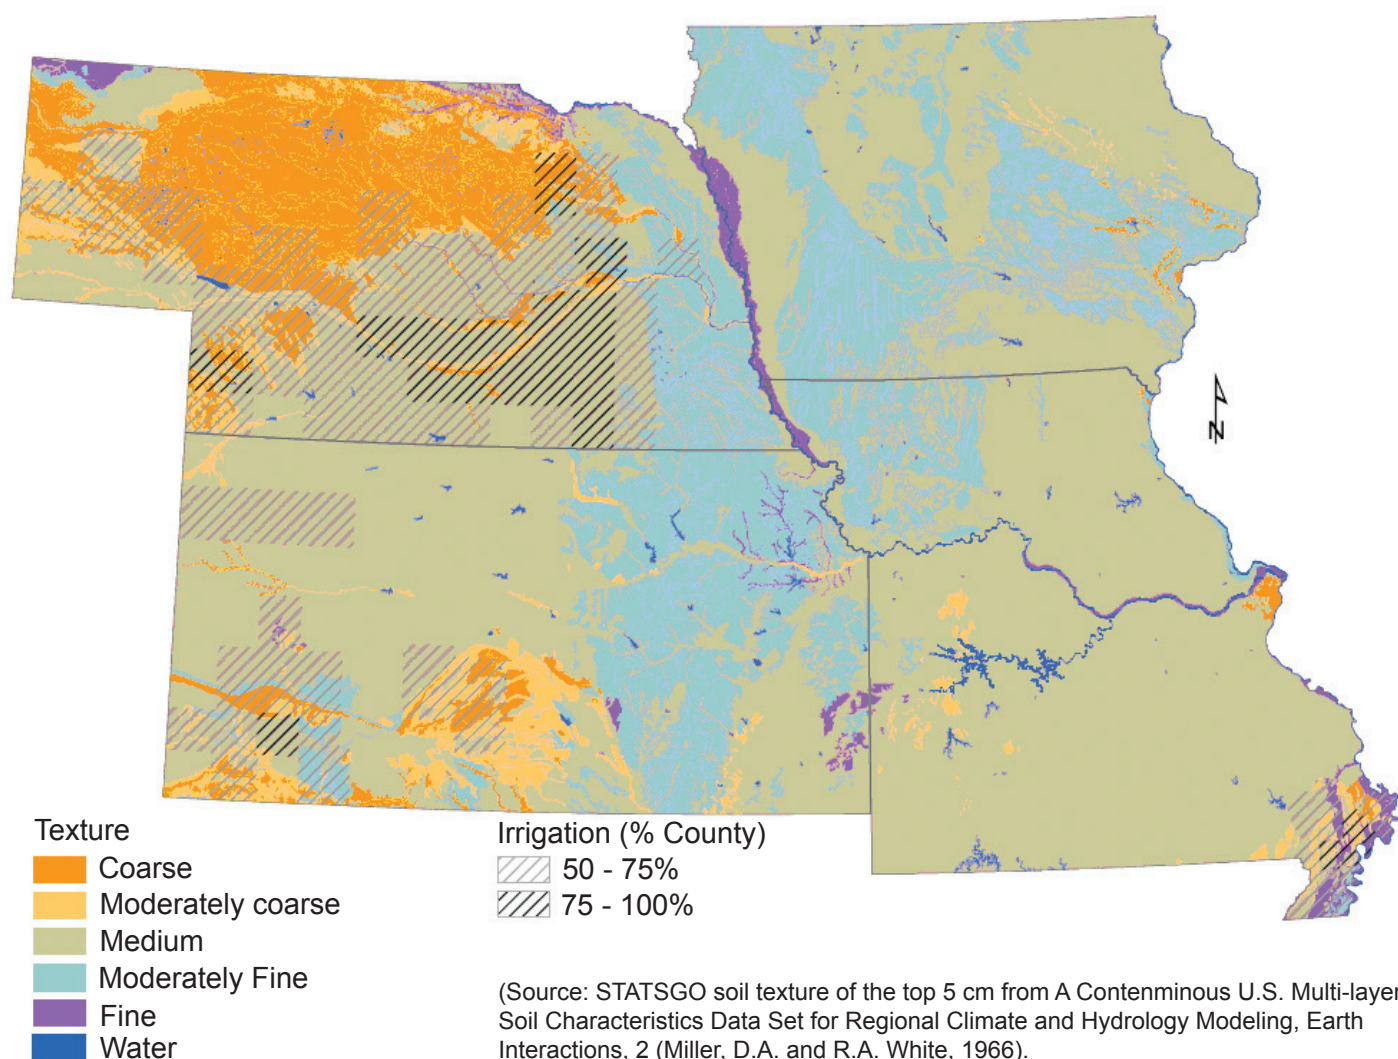 N
Texture
Coarse
Moderately coarse
Medium
Moderately Fine
Fine
Water
Irrigation (% County)
50 - 75%
75 - 100%
(Source: STATSGO soil texture of the top 5 cm from A Contenminous U.S. Multi-layer
Soil Characteristics Data Set for Regional Climate and Hydrology Modeling, Earth
Interactions, 2 (Miller, D.A. and R.A. White, 1966).